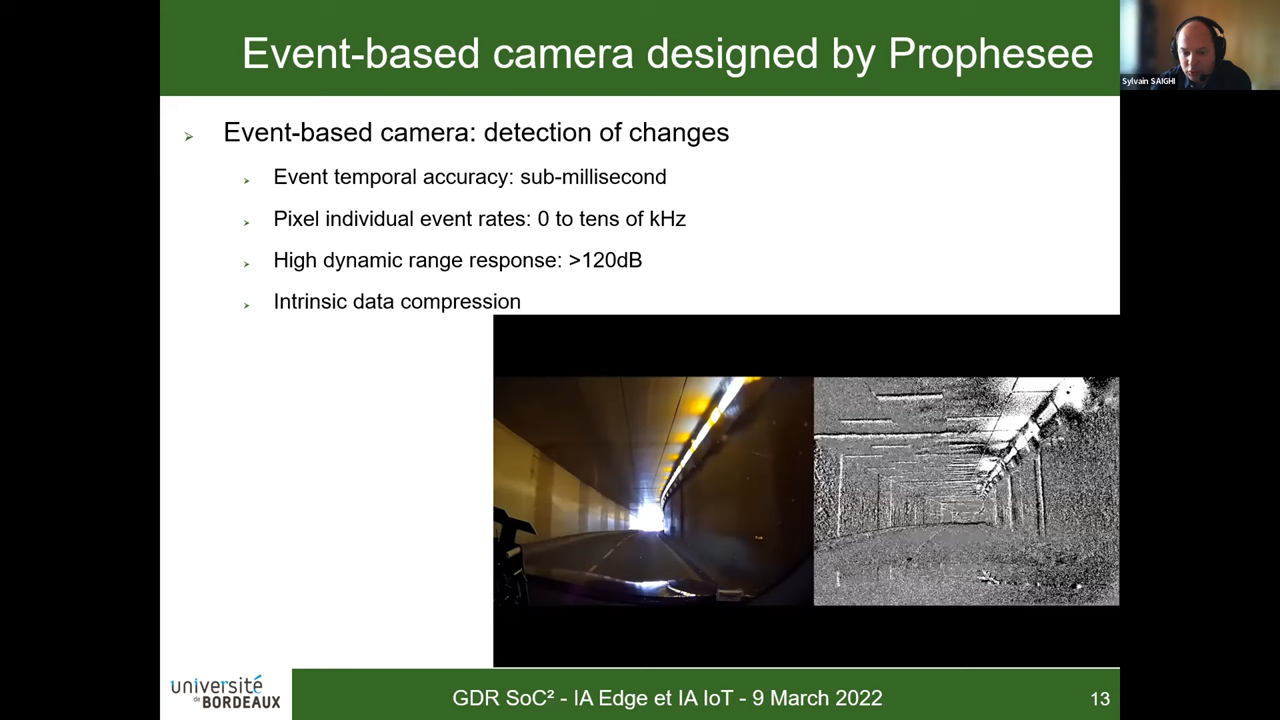 Event-based camera designed by Prophesee
Sylvain SAIGHI
Event-based camera: detection of changes
Event temporal accuracy: sub-millisecond
Pixel individual event rates: 0 to tens of kHz
High dynamic range response: >120dB
Intrinsic data compression
université
de BORDEAUX
GDR SoC² - IA Edge et IA IoT - 9 March 2022
13